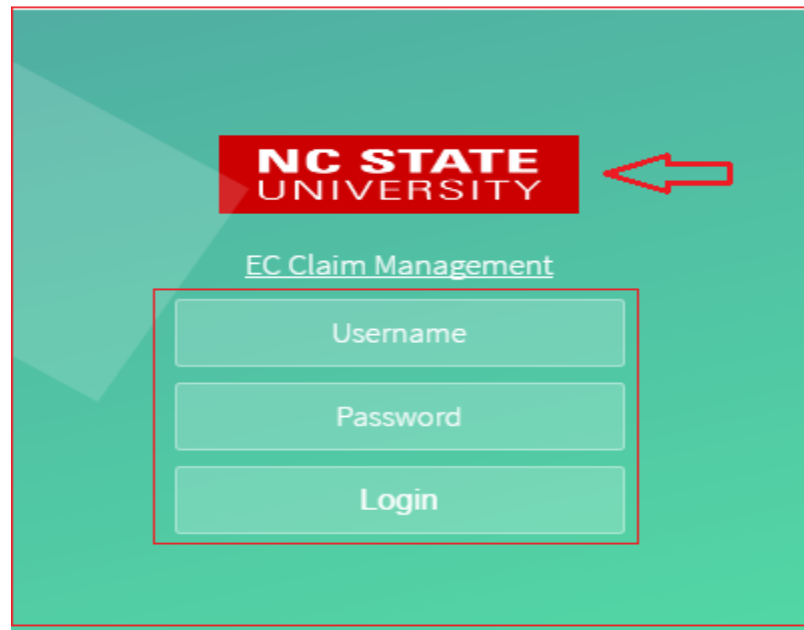 NC STATE
UNIVERSITY
EC Claim Management
Username
Password
Login